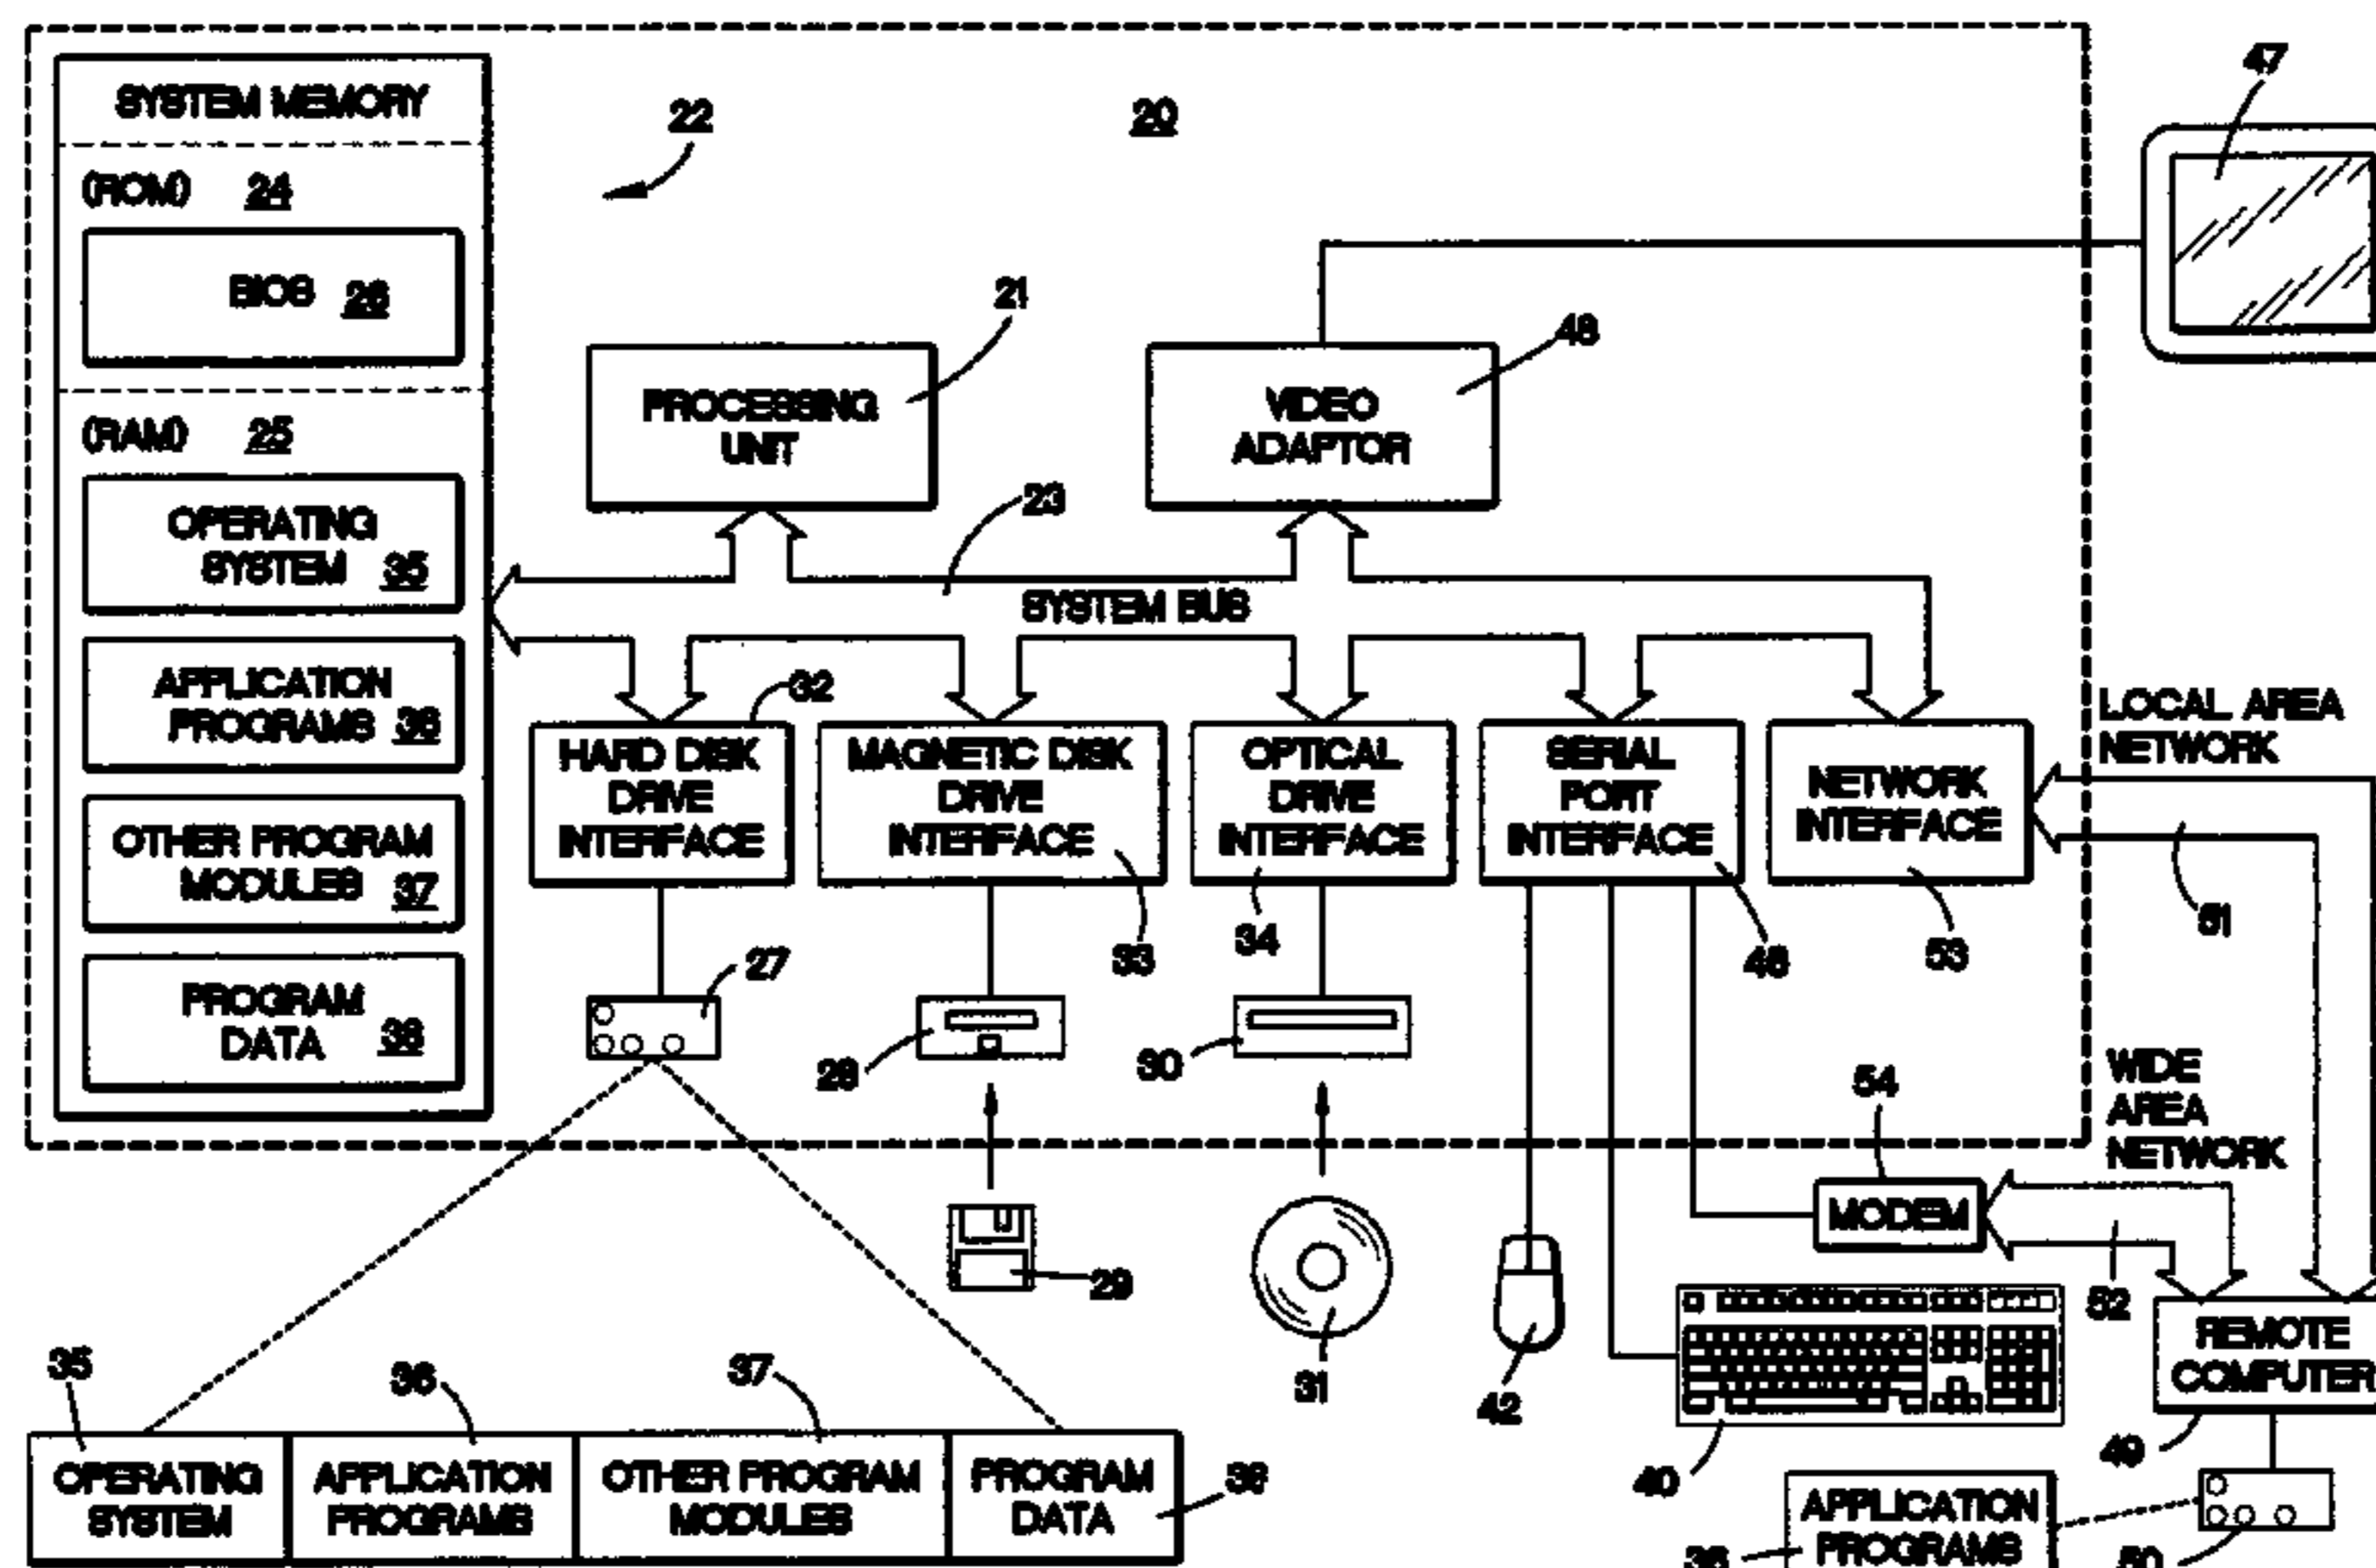 SYSTEM MEMORY
(ROM) 24
BIOS 26
(RAM) 25
OPERATING
SYSTEM 35
APPLICATION
PROGRAMS 36
OTHER PROGRAM
MODULES 37
PROGRAM
DATA 38
22
20
47
21
PROCESSING
UNIT
48
VIDEO
ADAPTOR
23
SYSTEM BUS
32
HARD DISK
DRIVE
INTERFACE
MAGNETIC DISK
DRIVE
INTERFACE
33
OPTICAL
DRIVE
INTERFACE
34
SERIAL
PORT
INTERFACE
NETWORK
INTERFACE
53
LOCAL AREA
NETWORK
51
27
28
30
29
31
42
54
MODEM
WIDE
AREA
NETWORK
52
40
REMOTE
COMPUTER
49
50
35
OPERATING
SYSTEM
36
APPLICATION
PROGRAMS
37
OTHER PROGRAM
MODULES
PROGRAM
DATA
38
APPLICATION
PROGRAMS
36